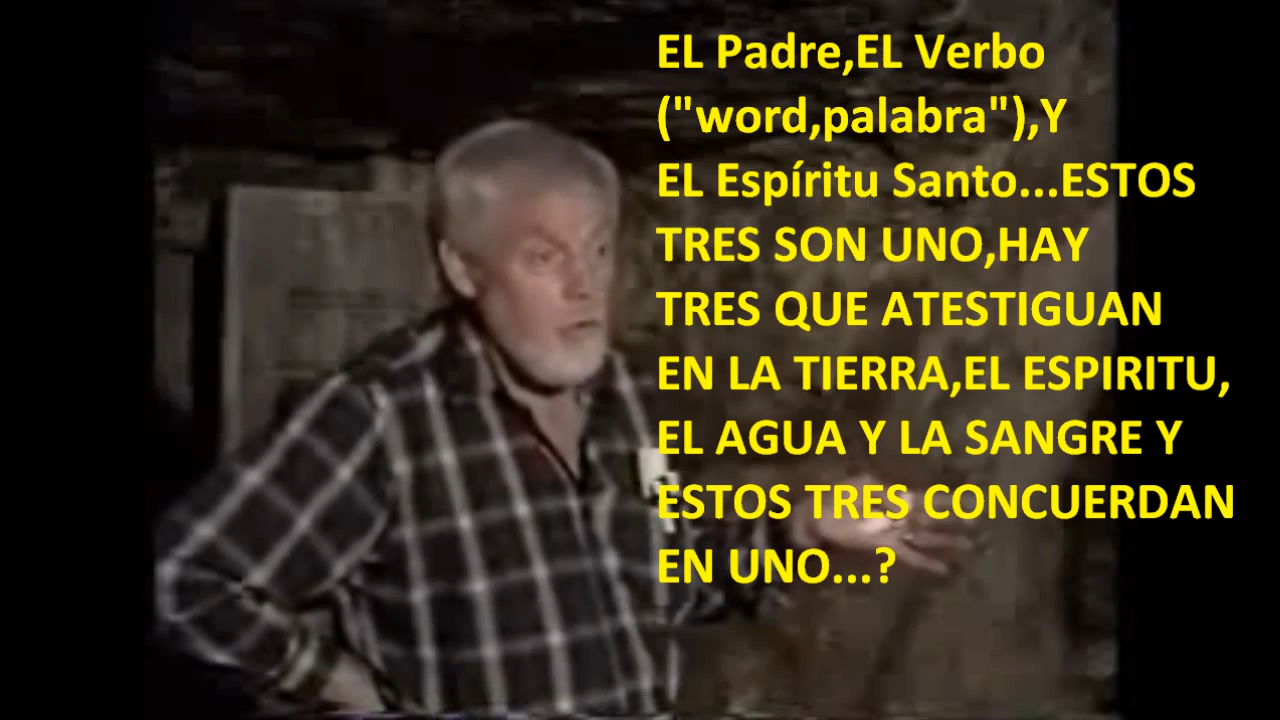 EL Padre,EL Verbo
("word,palabra"),Y
EL Espíritu Santo...ESTOS
TRES SON UNO,HAY
TRES QUE ATESTIGUAN
EN LA TIERRA,EL ESPIRITU,
EL AGUA Y LA SANGRE Y
ESTOS TRES CONCUERDAN
EN UNO...?